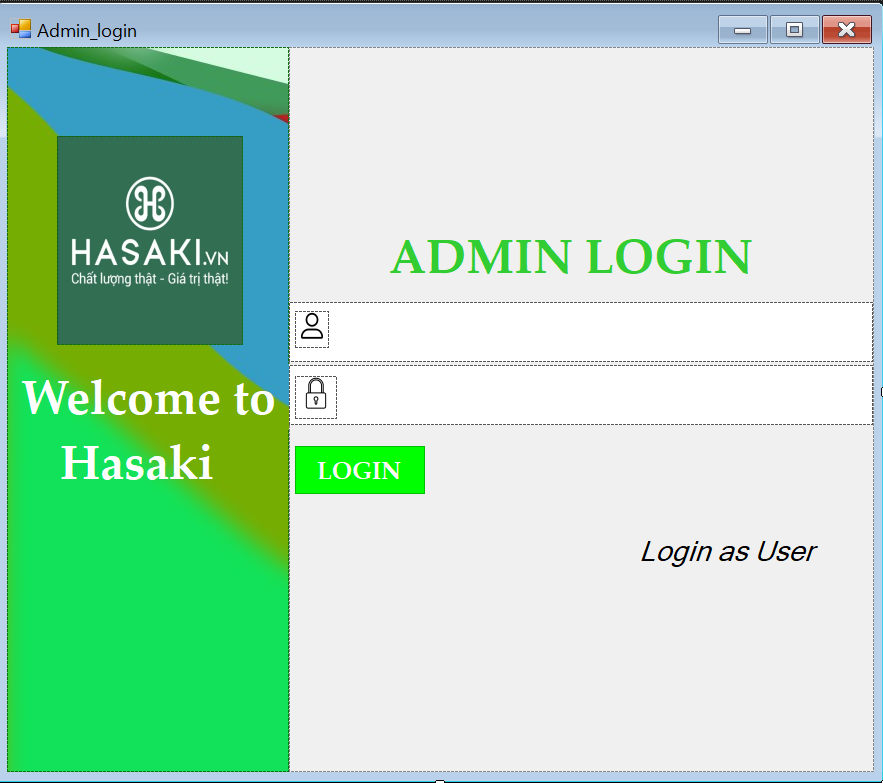 Admin_login
HASAKI.VN
Chất lượng thật - Giá trị thật!
Welcome to
Hasaki
ADMIN LOGIN
LOGIN
Login as User